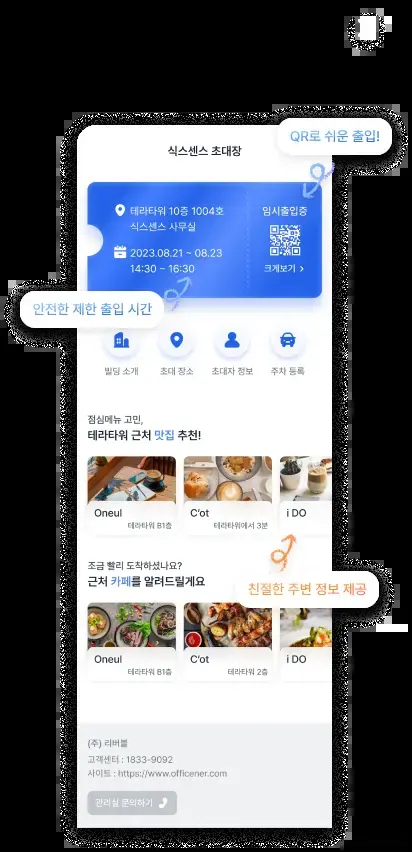 QR로 쉬운 출입!
식스센스 초대장
테라타워 10층 1004호
식스센스 사무실
임시출입증
2023.08.21 ~ 08.23
14:30 ~ 16:30
크게보기 >
안전한 제한 출입 시간
빌딩 소개
초대 장소
초대자 정보
주차 등록
점심메뉴 고민,
테라타워 근처 맛집 추천!
Oneul
테라타워 B1층
C'ot
테라타워에서 3분
i DO
조금 빨리 도착하셨나요?
근처 카페를 알려드릴게요
친절한 주변 정보 제공
Oneul
테라타워 B1층
C'ot
테라타워 2층
i DO
(주) 리버블
고객센터 : 1833-9092
사이트 : https://www.officener.com
관리실 문의하기